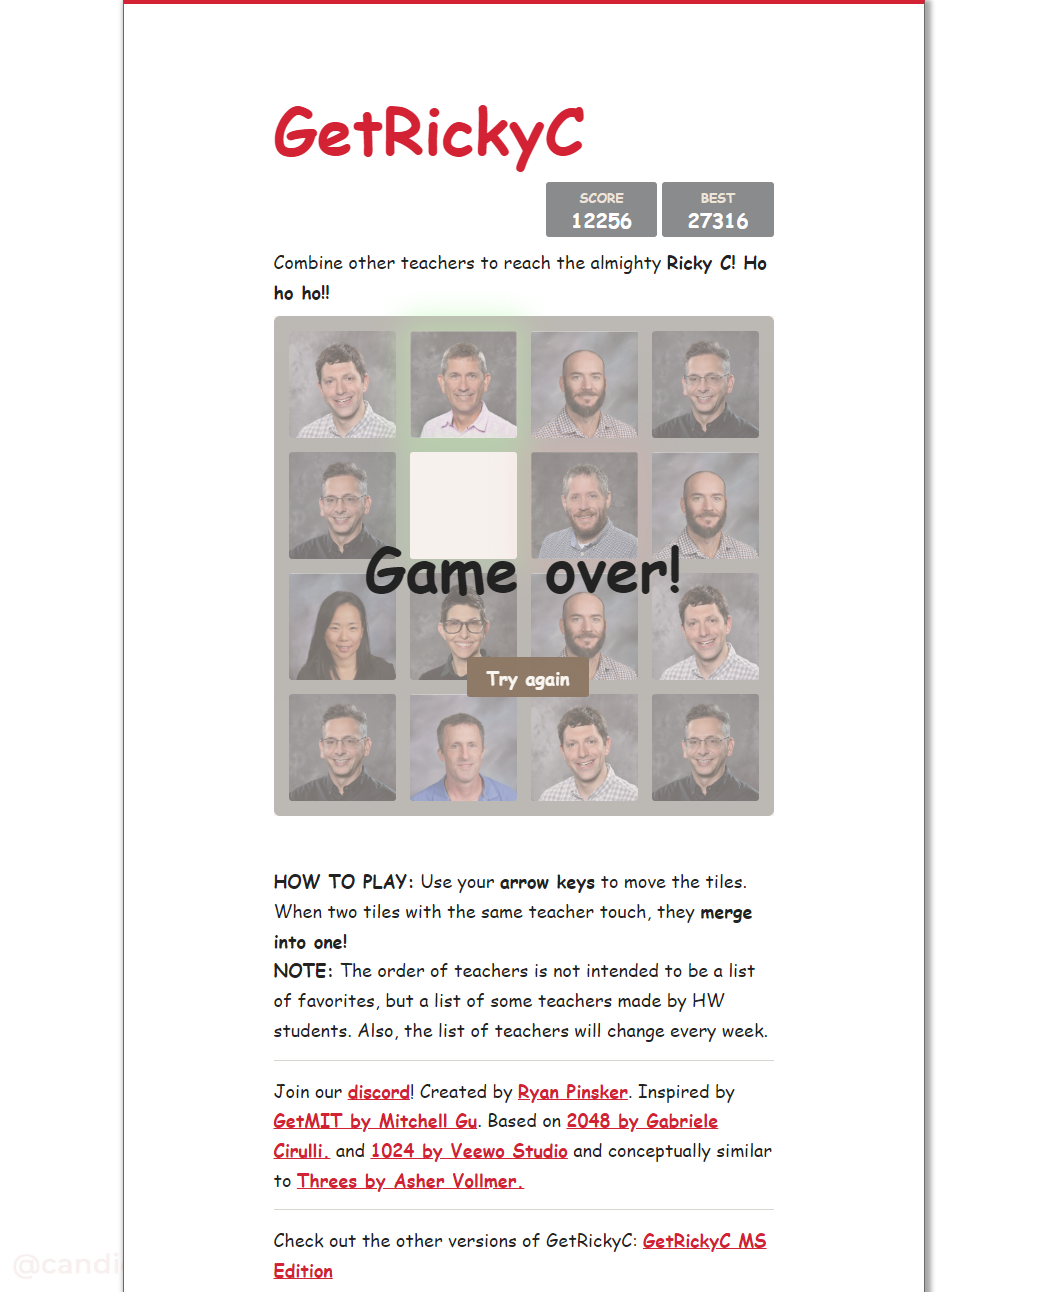 GetRickyC
SCORE
12256
BEST
27316
Combine other teachers to reach the almighty Ricky C! Ho
ho ho!!
Game over!
Try again
HOW TO PLAY: Use your arrow keys to move the tiles.
When two tiles with the same teacher touch, they merge
into one!
NOTE: The order of teachers is not intended to be a list
of favorites, but a list of some teachers made by HW
students. Also, the list of teachers will change every week.
Join our discord! Created by Ryan Pinsker. Inspired by
GetMIT by Mitchell Gu. Based on 2048 by Gabriele
Cirulli. and 1024 by Veewo Studio and conceptually similar
to Threes by Asher Vollmer.
Check out the other versions of GetRickyC: GetRickyC MS
Edition